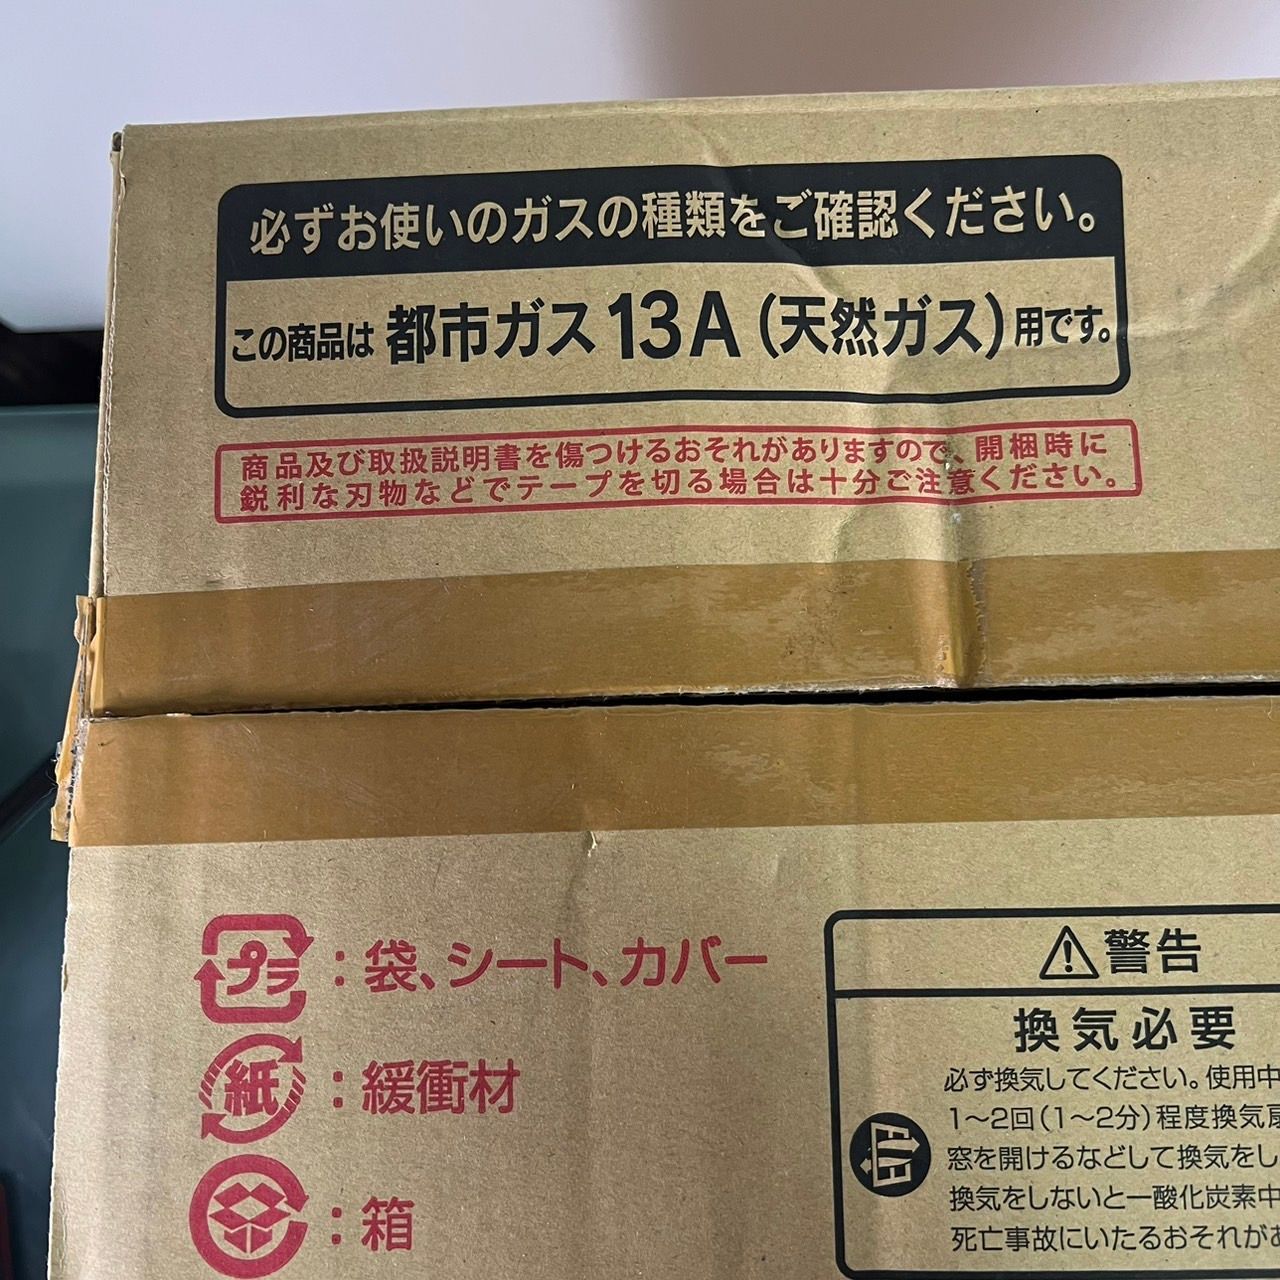 必ずお使いのガスの種類をご確認ください。
この商品は 都市ガス13A(天然ガス)用です。
商品及び取扱説明書を傷つけるおそれがありますので、開梱時に
鋭利な刃物などでテープを切る場合は十分ご注意ください。
プラ：袋、シート、カバー
紙：緩衝材
：箱
警告
換気必要
必ず換気してください。使用中
1〜2回(1〜2分)程度換気扇
窓を開けるなどして換気をし
換気をしないと一酸化炭素中
死亡事故にいたるおそれがあ